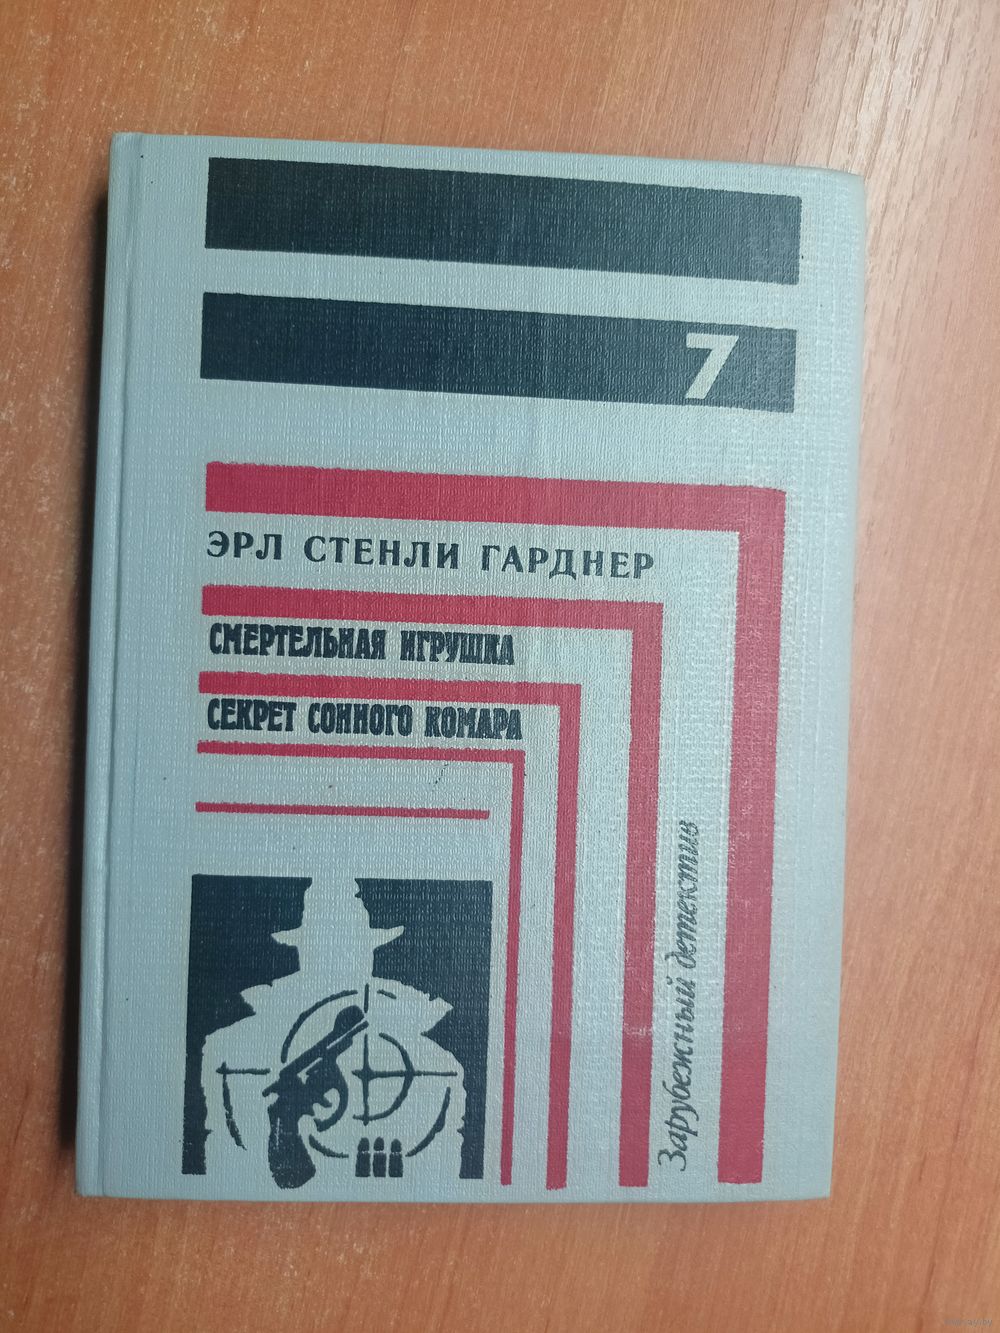 7
ЭРЛ СТЕНЛИ ГАРДНЕР
СМЕРТЕЛЬНАЯ ИГРУШКА
СЕКРЕТ СОННОГО КОМАРА
Зарубежный детектив